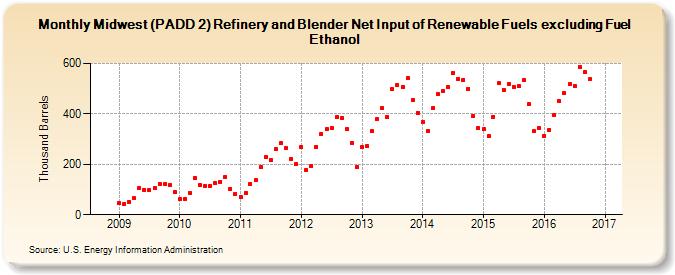 Monthly Midwest (PADD 2) Refinery and Blender Net Input of Renewable Fuels excluding Fuel
Ethanol
Thousand Barrels
600
400
200
0
2009 2010 2011 2012 2013 2014 2015 2016 2017
Source: U.S. Energy Information Administration